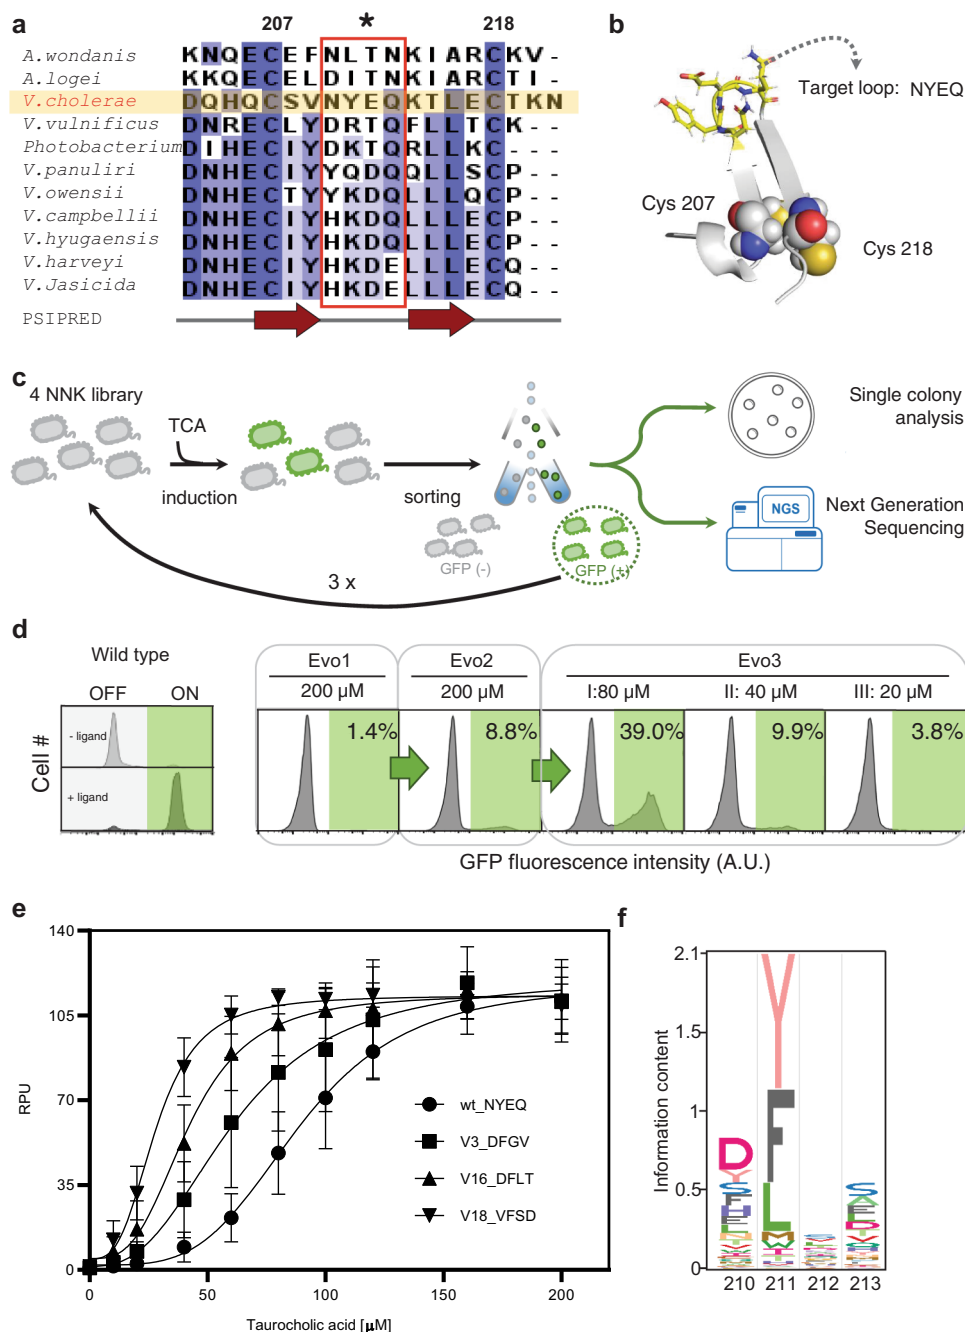 a
207 * 218
A.wondanis KNQECEFNLTNKIARCKV-
A.logei KKQECELDITNKIARCTI-
V.cholerae DQHQCSVNYEQKTLECTKN
V.vulnificus DNRECLYDRTQFLLTCK--
Photobacterium DIHECIYDKTQRLLKC---
V.panuliri DNHECIYYQDQQLLSCP--
V.owensii DNHECTYYKDQLLLQCP--
V.campbellii DNHECIYHKDQLLLECP--
V.hyugaensis DNHECIYHKDQLLLECP--
V.harveyi DNHECIYHKDELLLECQ--
V.Jasicida DNHECIYHKDELLLECQ--
PSIPRED
b
Target loop: NYEQ
Cys 207
Cys 218
c
4 NNK library
TCA
induction
sorting
GFP (-)
GFP (+)
3 x
Single colony
analysis
NGS
Next Generation
Sequencing
d
Wild type
OFF ON
- ligand
+ ligand
Cell #
Evo1 Evo2 Evo3
200 µM 200 µM I:80 µM II: 40 µM III: 20 µM
1.4% 8.8% 39.0% 9.9% 3.8%
GFP fluorescence intensity (A.U.)
e
140
105
70
35
0
RPU
wt_NYEQ
V3_DFGV
V16_DFLT
V18_VFSD
0 50 100 150 200
Taurocholic acid [µM]
f
2.1
1.5
1
0.5
0
Information content
D Y S
Y F L M W
S
210 211 212 213